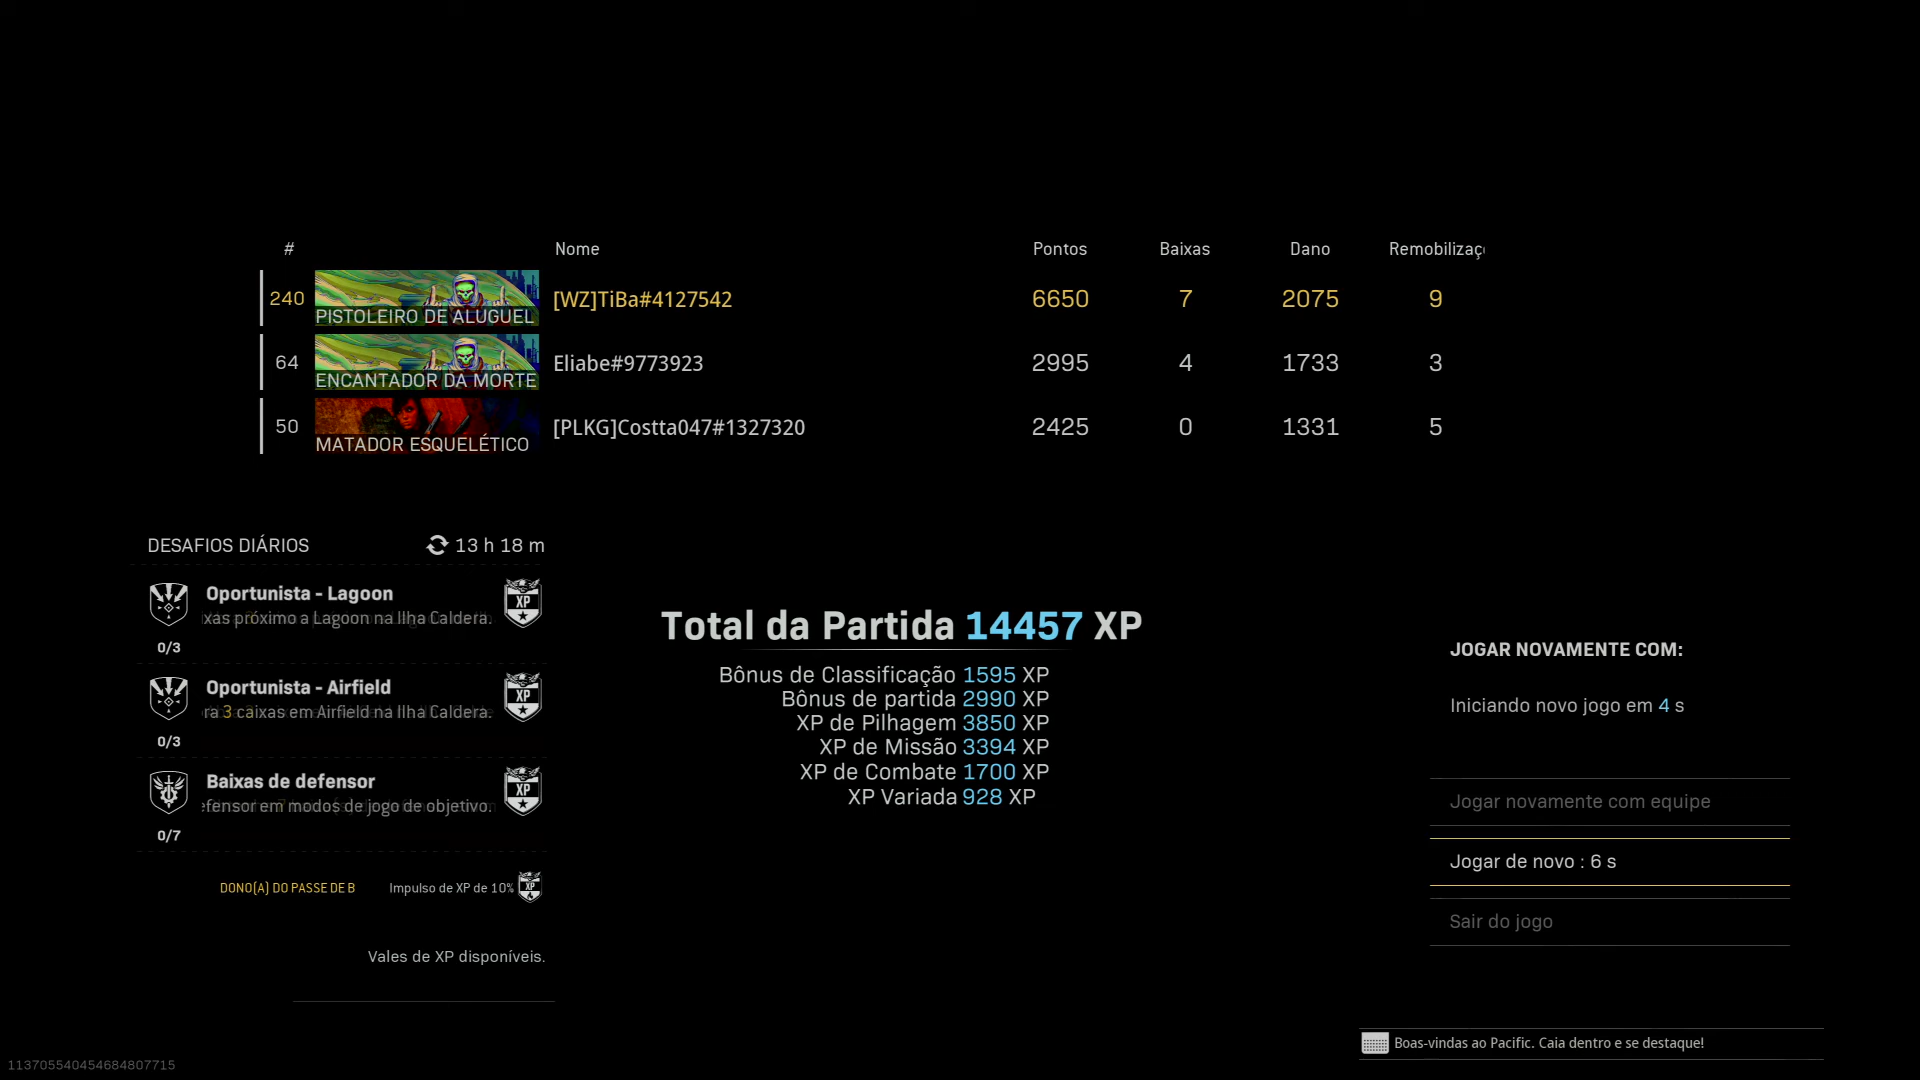 # Nome Pontos Baixas Dano Remobilizaç
240 PISTOLEIRO DE ALUGUEL [WZ]TiBa#4127542 6650 7 2075 9
64 ENCANTADOR DA MORTE Eliabe#9773923 2995 4 1733 3
50 MATADOR ESQUELÉTICO [PLKG]Costta047#1327320 2425 0 1331 5
DESAFIOS DIÁRIOS 13 h 18 m
Oportunista - Lagoon XP
xas próximo a Lagoon na Ilha Caldera.
0/3
Oportunista - Airfield XP
ra 3 caixas em Airfield na Ilha Caldera.
0/3
Baixas de defensor XP
efensor em modos de jogo de objetivo.
0/7
DONO(A) DO PASSE DE B Impulso de XP de 10% XP
Vales de XP disponíveis.
Total da Partida 14457 XP
Bônus de Classificação 1595 XP
Bônus de partida 2990 XP
XP de Pilhagem 3850 XP
XP de Missão 3394 XP
XP de Combate 1700 XP
XP Variada 928 XP
JOGAR NOVAMENTE COM:
Iniciando novo jogo em 4 s
Jogar novamente com equipe
Jogar de novo : 6 s
Sair do jogo
Boas-vindas ao Pacific. Caia dentro e se destaque!
113705540454684807715